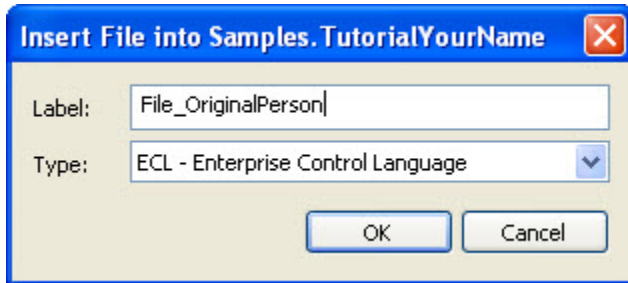 Insert File into Samples.TutorialYourName
Label: File_OriginalPerson
Type: ECL - Enterprise Control Language
OK Cancel